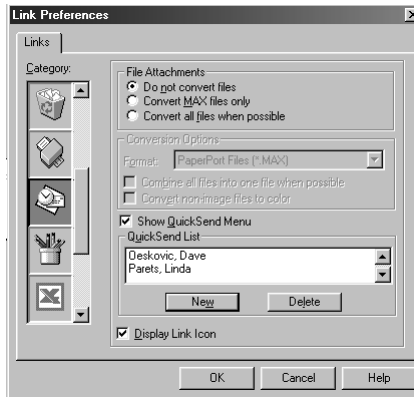 Link Preferences
Links
Category:
File Attachments
Do not convert files
Convert MAX files only
Convert all files when possible
Conversion Options
Format: PaperPort Files (*.MAX)
Combine all files into one file when possible
Convert non-image files to color
Show QuickSend Menu
QuickSend List
Oeskovic, Dave
Parets, Linda
New Delete
Display Link Icon
OK Cancel Help